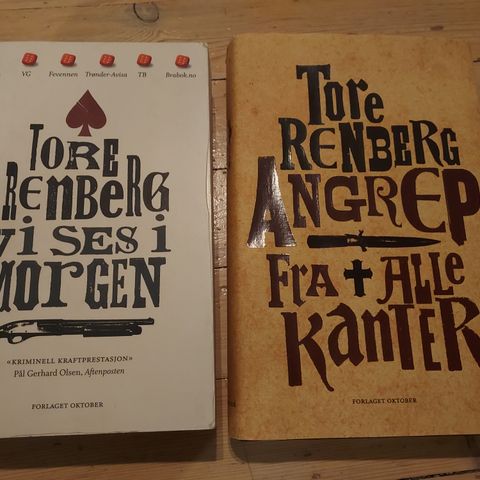 VG Fevennen Trønder-Avisa TB Brabok.no
TORE
RENBERG
Vi SES i
MORGEN
«KRIMINELL KRAFTPRESTASJON»
Pål Gerhard Olsen, Aftenposten
FORLAGET OKTOBER
TORE
RENBERG
ANGREP
FRA ALLE
KANTER
FORLAGET OKTOBER